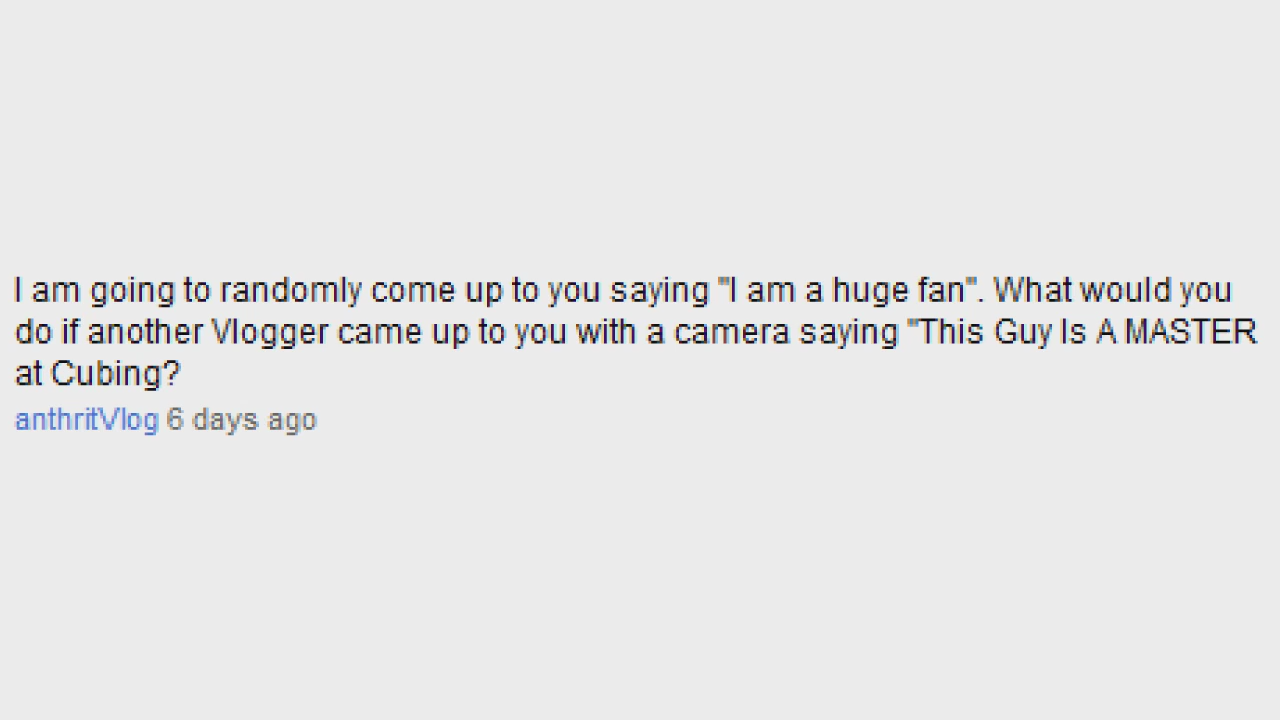 I am going to randomly come up to you saying "I am a huge fan". What would you
do if another Vlogger came up to you with a camera saying "This Guy Is A MASTER
at Cubing?
anthritVlog 6 days ago